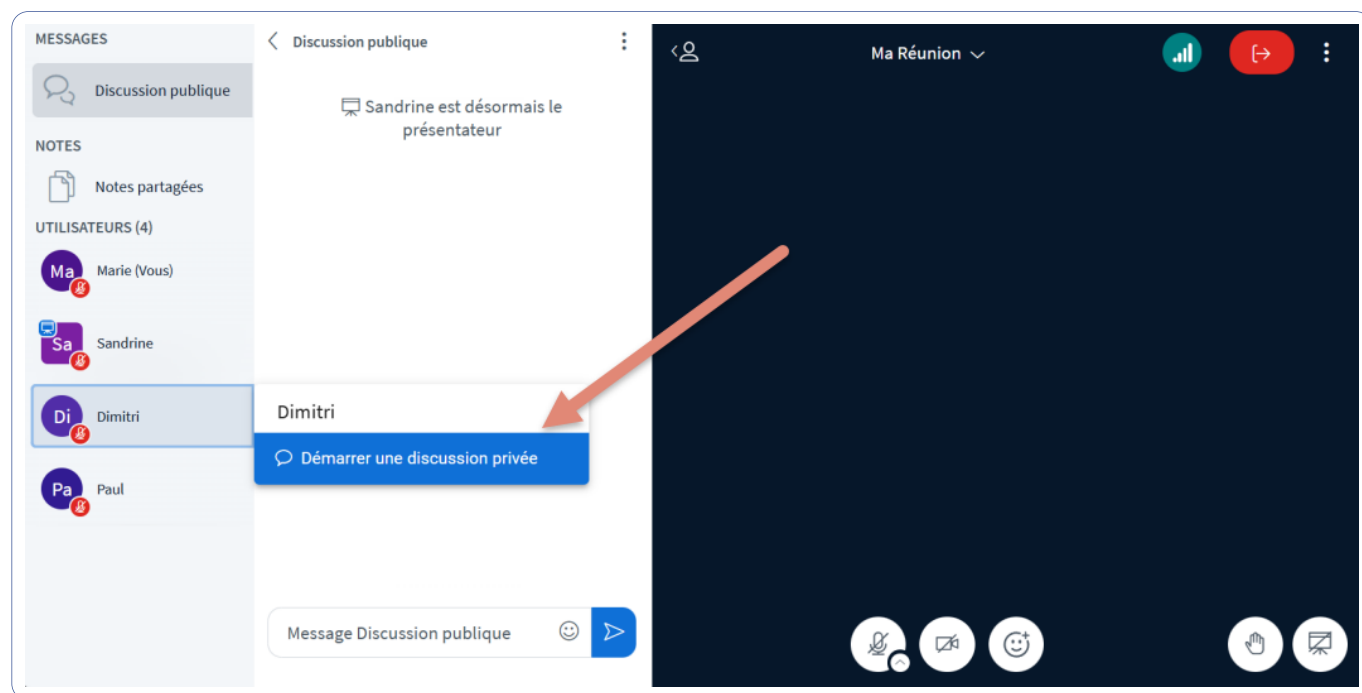 MESSAGES
Discussion publique
NOTES
Notes partagées
UTILISATEURS (4)
Ma
Marie (Vous)
Sa
Sandrine
Di
Dimitri
Pa
Paul
Discussion publique
Sandrine est désormais le
présentateur
Dimitri
Démarrer une discussion privée
Message Discussion publique
Ma Réunion